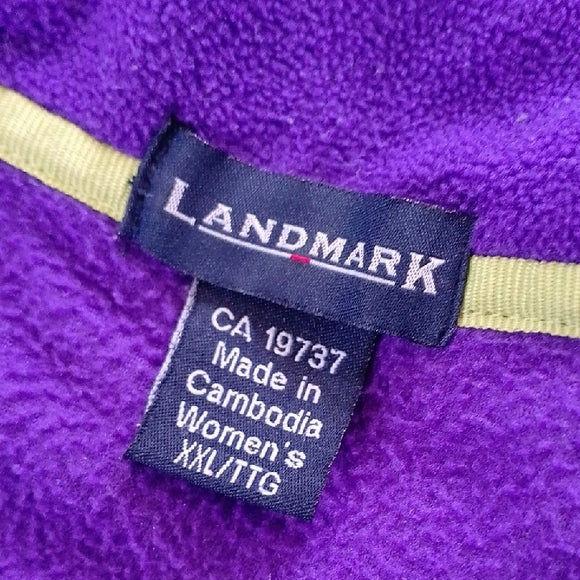 LANDMARK
CA 19737
Made in
Cambodia
Women's
XXL/TTG